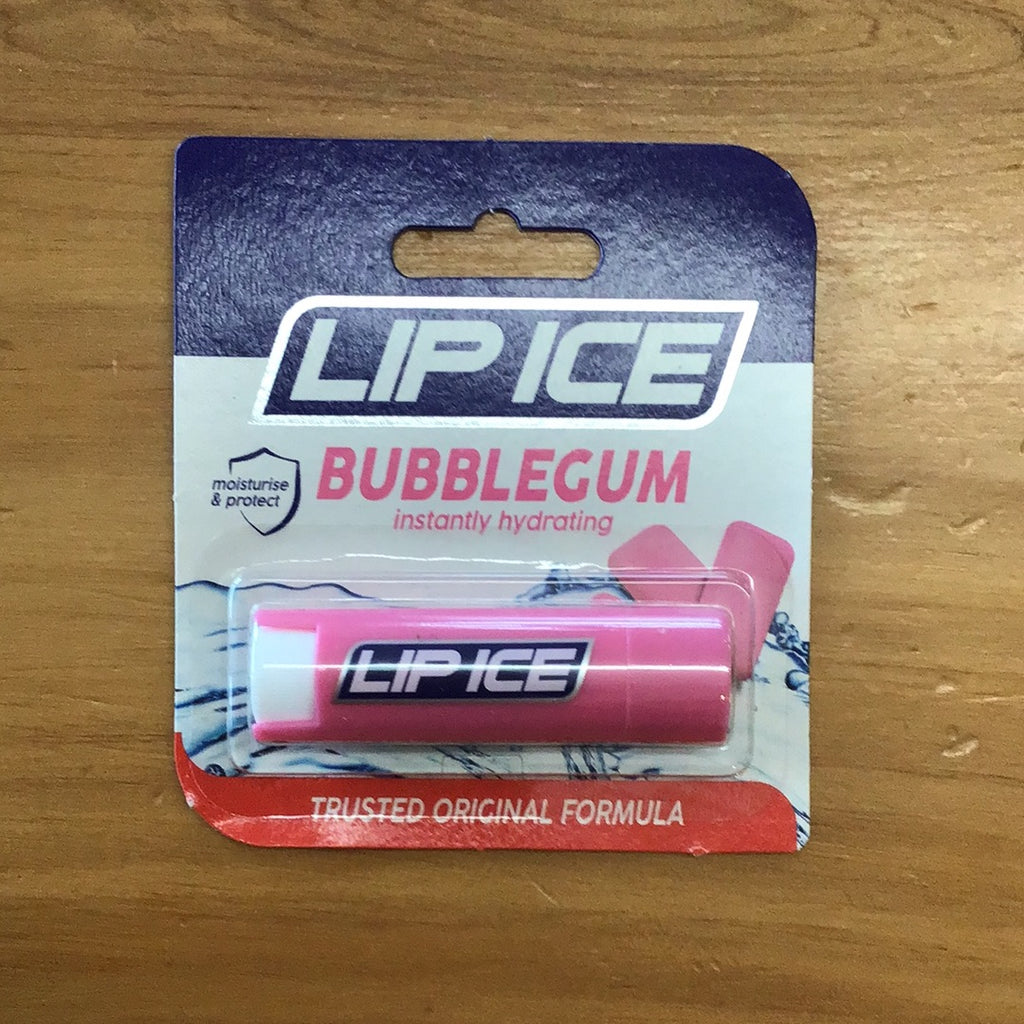 LIP ICE
BUBBLEGUM
instantly hydrating
moisturise
& protect
LIP ICE
TRUSTED ORIGINAL FORMULA